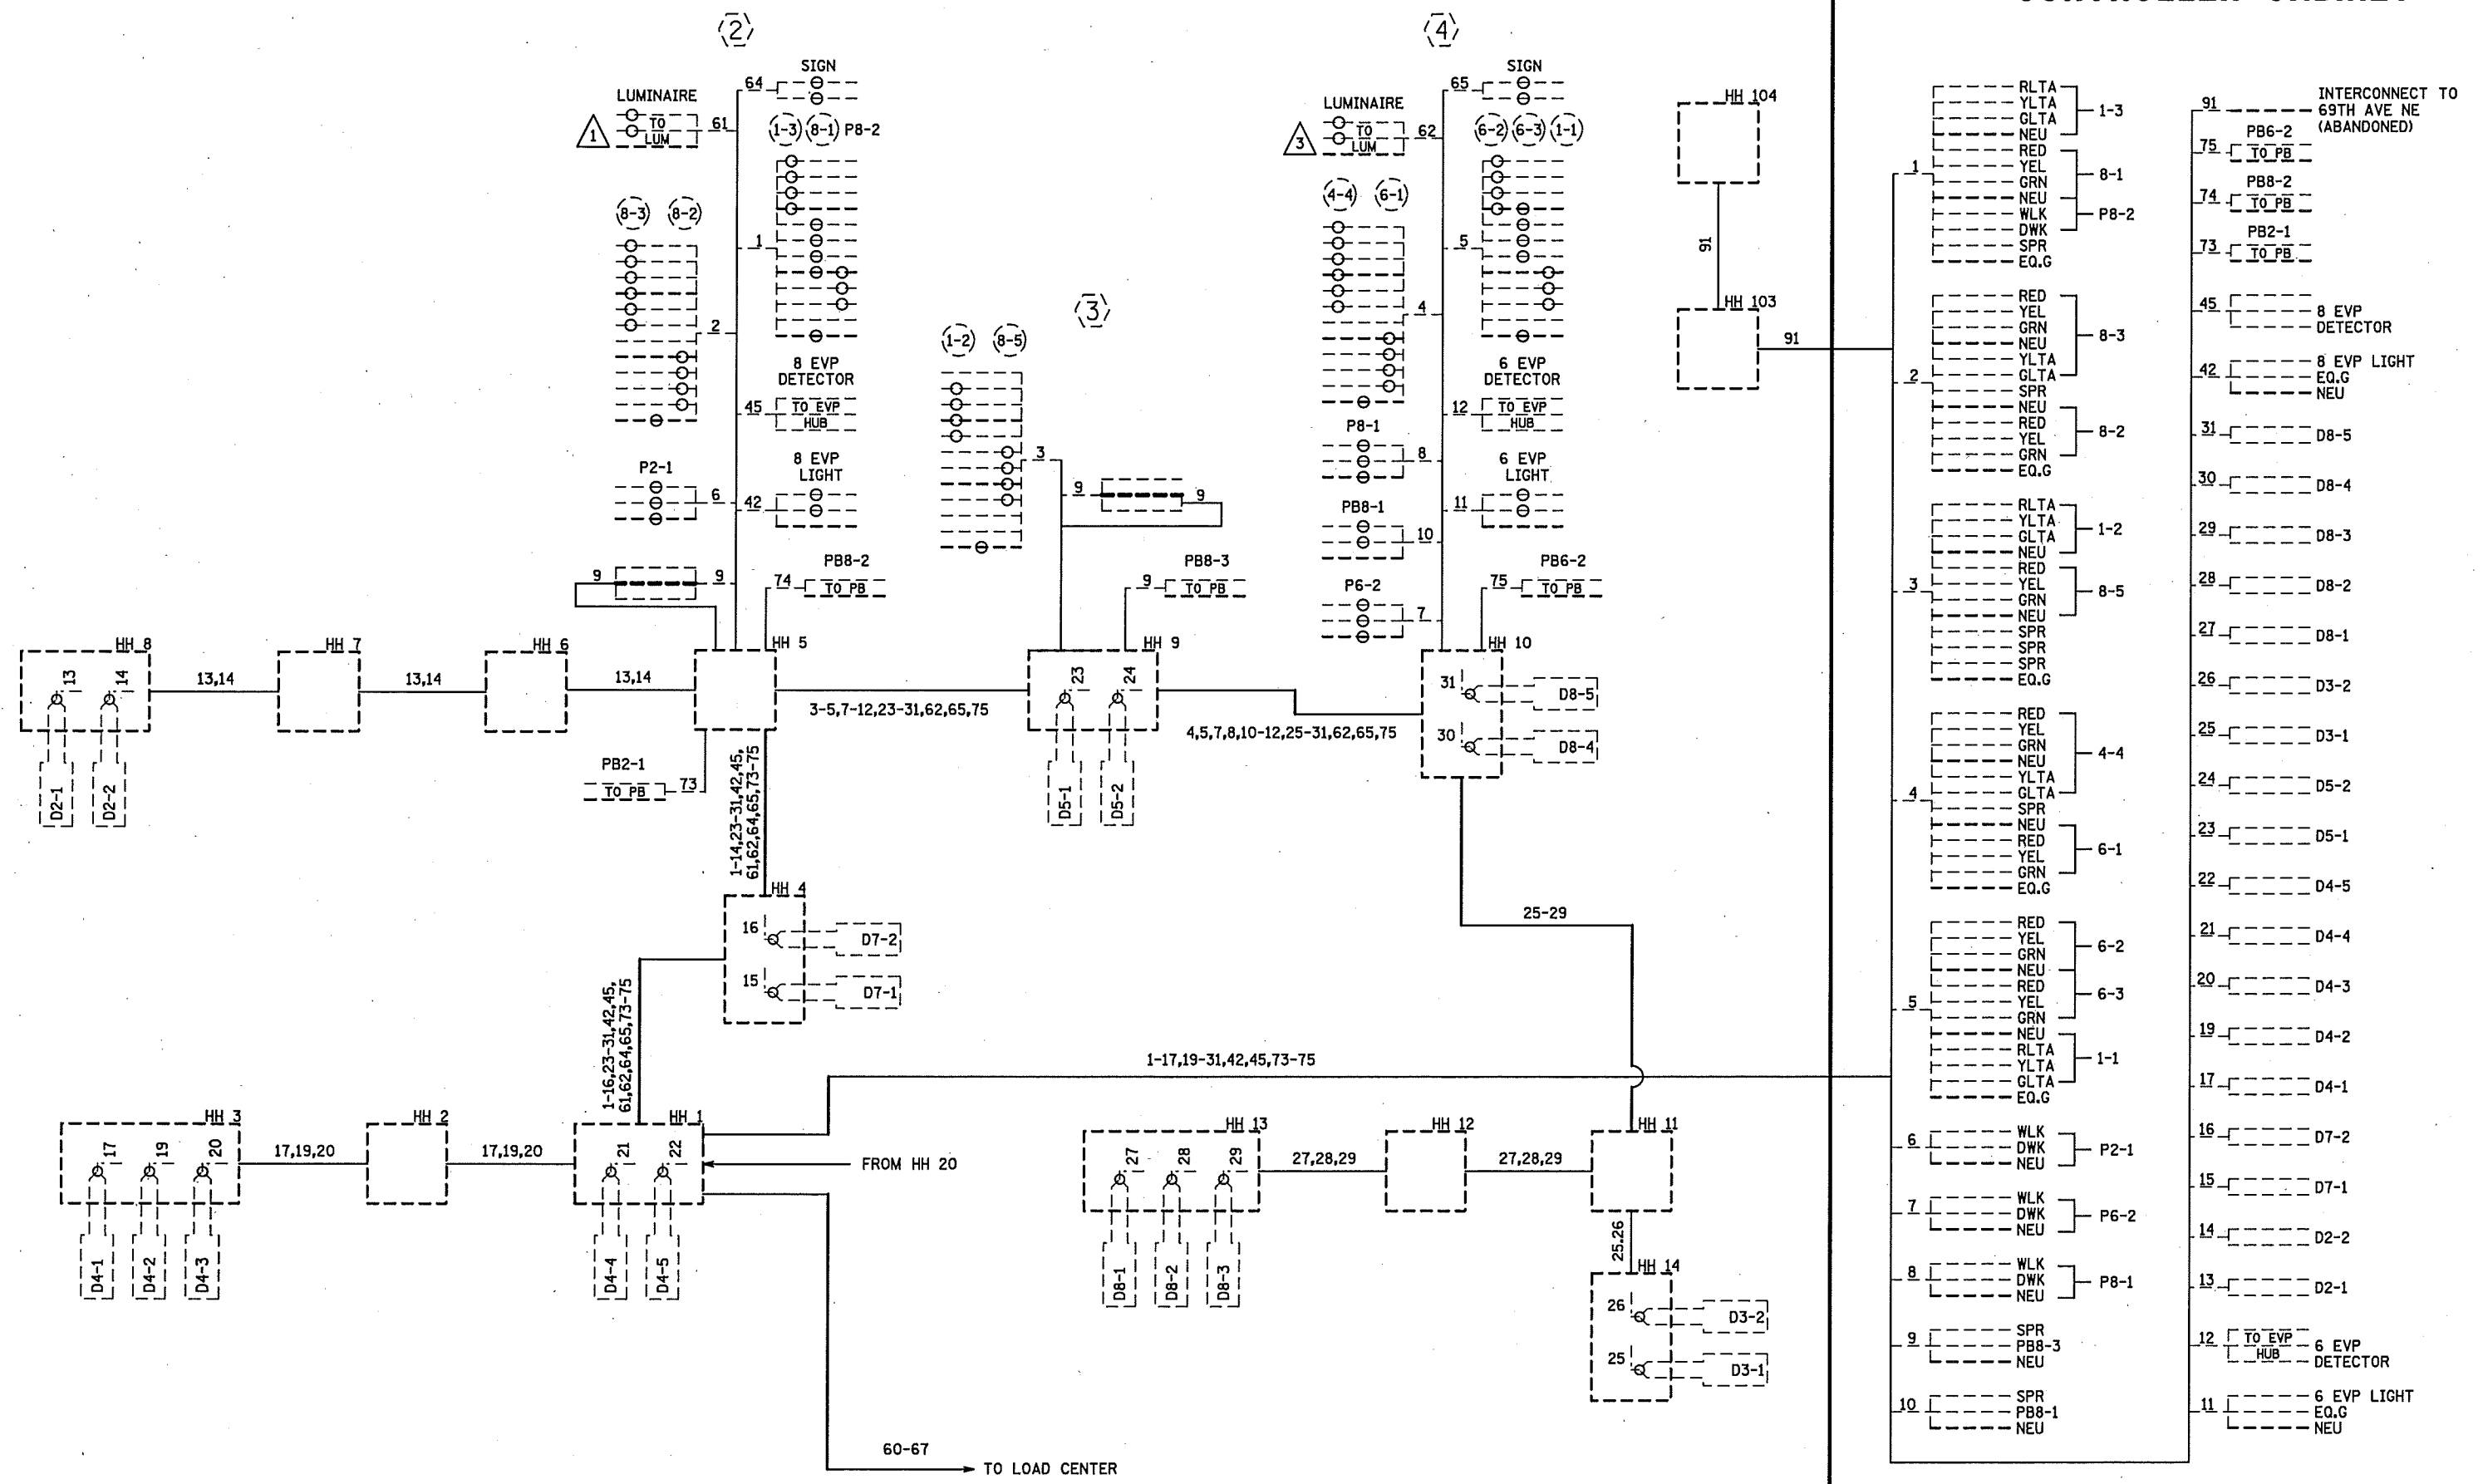 2
64
SIGN
LUMINAIRE
1
TO
LUM
61
1-3
8-1
P8-2
8-3
8-2
1
2
8 EVP
DETECTOR
45
TO EVP
HUB
P2-1
6
8 EVP
LIGHT
42
9
9
74
PB8-2
TO PB
3
1-2
8-5
3
9
9
PB8-3
9
TO PB
4
65
SIGN
LUMINAIRE
3
TO
LUM
62
6-2
6-3
1-1
4-4
6-1
5
4
6 EVP
DETECTOR
12
TO EVP
HUB
P8-1
8
6 EVP
LIGHT
11
PB8-1
10
PB6-2
75
TO PB
P6-2
7
HH 104
91
HH 103
91
HH 8
13
14
D2-1
D2-2
13,14
HH 7
13,14
HH 6
13,14
HH 5
3-5,7-12,23-31,62,65,75
HH 9
23
24
D5-1
D5-2
4,5,7,8,10-12,25-31,62,65,75
HH 10
31
D8-5
30
D8-4
PB2-1
TO PB
73
1-14,23-31,42,45,
61,62,64,65,73-75
HH 4
16
D7-2
15
D7-1
1-16,23-31,42,45,
61,62,64,65,73-75
25-29
1-17,19-31,42,45,73-75
HH 3
17
19
20
D4-1
D4-2
D4-3
17,19,20
HH 2
17,19,20
HH 1
21
22
D4-4
D4-5
FROM HH 20
HH 13
27
28
29
D8-1
D8-2
D8-3
27,28,29
HH 12
27,28,29
HH 11
25.26
HH 14
26
D3-2
25
D3-1
60-67
TO LOAD CENTER
1
RLTA
YLTA
GLTA
NEU
1-3
RED
YEL
GRN
NEU
8-1
WLK
DWK
P8-2
SPR
EQ.G
2
RED
YEL
GRN
NEU
YLTA
GLTA
8-3
SPR
NEU
RED
YEL
GRN
8-2
EQ.G
3
RLTA
YLTA
GLTA
NEU
1-2
RED
YEL
GRN
NEU
8-5
SPR
SPR
SPR
EQ.G
4
RED
YEL
GRN
NEU
YLTA
GLTA
4-4
SPR
NEU
RED
YEL
GRN
6-1
EQ.G
5
RED
YEL
GRN
NEU
6-2
RED
YEL
GRN
6-3
NEU
RLTA
YLTA
GLTA
1-1
EQ.G
6
WLK
DWK
NEU
P2-1
7
WLK
DWK
NEU
P6-2
8
WLK
DWK
NEU
P8-1
9
SPR
PB8-3
NEU
10
SPR
PB8-1
NEU
91
INTERCONNECT TO
69TH AVE NE
(ABANDONED)
75
PB6-2
TO PB
74
PB8-2
TO PB
73
PB2-1
TO PB
45
8 EVP
DETECTOR
42
8 EVP LIGHT
EQ.G
NEU
31
D8-5
30
D8-4
29
D8-3
28
D8-2
27
D8-1
26
D3-2
25
D3-1
24
D5-2
23
D5-1
22
D4-5
21
D4-4
20
D4-3
19
D4-2
17
D4-1
16
D7-2
15
D7-1
14
D2-2
13
D2-1
12
TO EVP
HUB
6 EVP
DETECTOR
11
6 EVP LIGHT
EQ.G
NEU